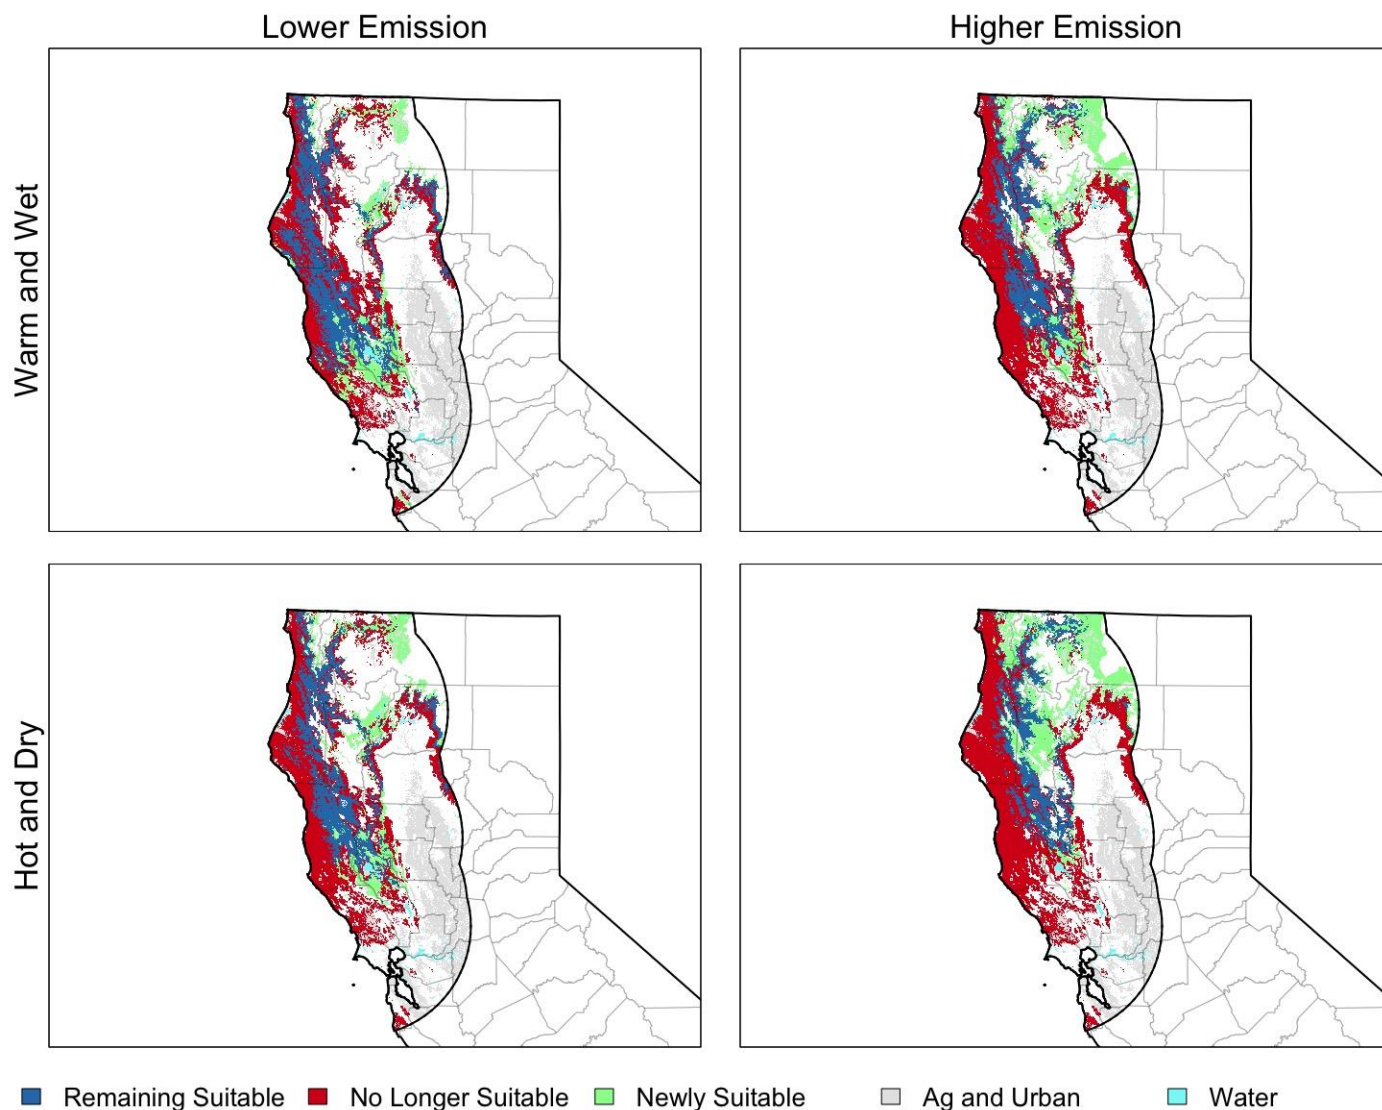 Lower Emission
Higher Emission
Warm and Wet
Hot and Dry
Remaining Suitable
No Longer Suitable
Newly Suitable
Ag and Urban
Water